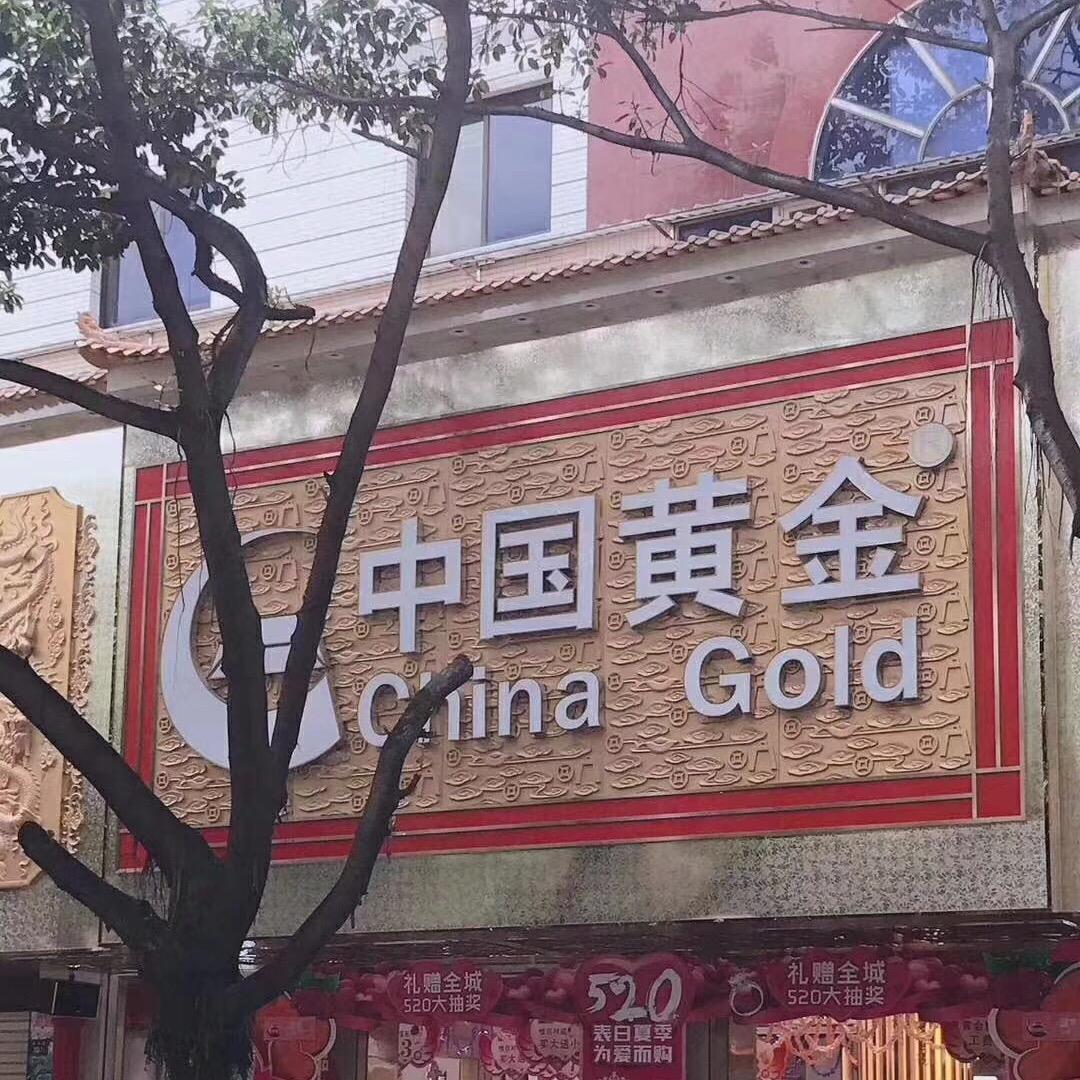 中国黄金
China Gold
礼赠全城
520大抽奖
520
表白夏季
为爱而购
礼赠全城
520大抽奖